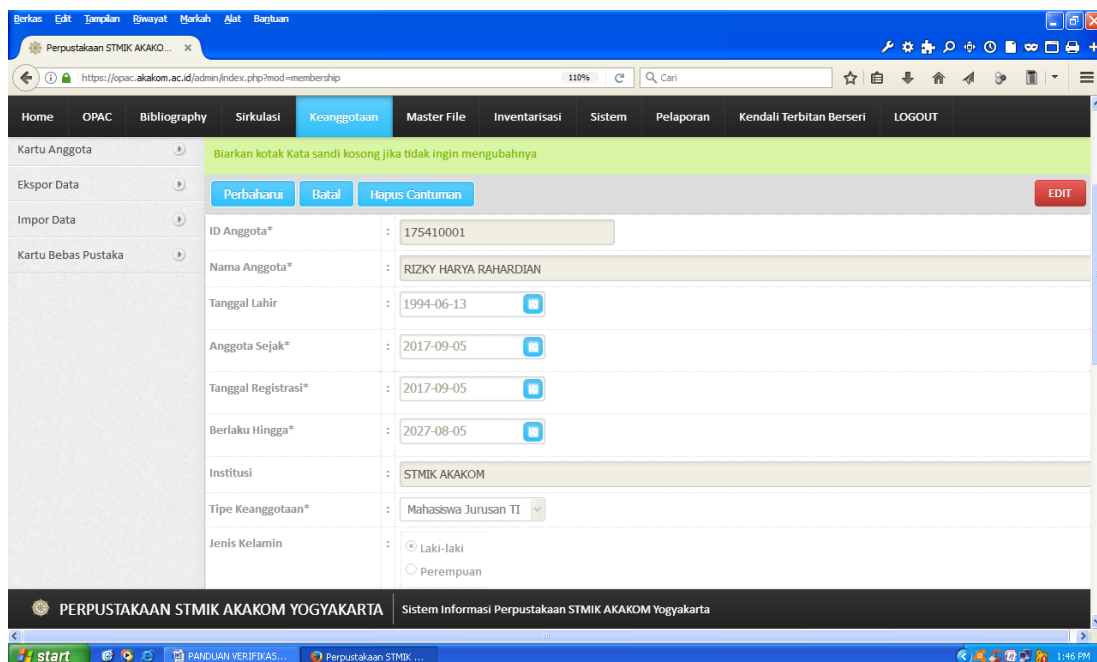 Berkas Edit Tampilan Riwayat Markah Alat Bantuan
Perpustakaan STMIK AKAKO... ×
https://opac.akakom.ac.id/admin/index.php?mod=membership 110% Cari
Home OPAC Bibliography Sirkulasi Keanggotaan Master File Inventarisasi Sistem Pelaporan Kendali Terbitan Berseri LOGOUT
Kartu Anggota
Ekspor Data
Impor Data
Kartu Bebas Pustaka
Biarkan kotak Kata sandi kosong jika tidak ingin mengubahnya
Perbaharui Batal Hapus Cantuman EDIT
ID Anggota* : 175410001
Nama Anggota* : RIZKY HARYA RAHARDIAN
Tanggal Lahir : 1994-06-13
Anggota Sejak* : 2017-09-05
Tanggal Registrasi* : 2017-09-05
Berlaku Hingga* : 2027-08-05
Institusi : STMIK AKAKOM
Tipe Keanggotaan* : Mahasiswa Jurusan TI
Jenis Kelamin : Laki-laki
Perempuan
PERPUSTAKAAN STMIK AKAKOM YOGYAKARTA Sistem Informasi Perpustakaan STMIK AKAKOM Yogyakarta
start PANDUAN VERIFIKAS... Perpustakaan STMIK ... 1:46 PM